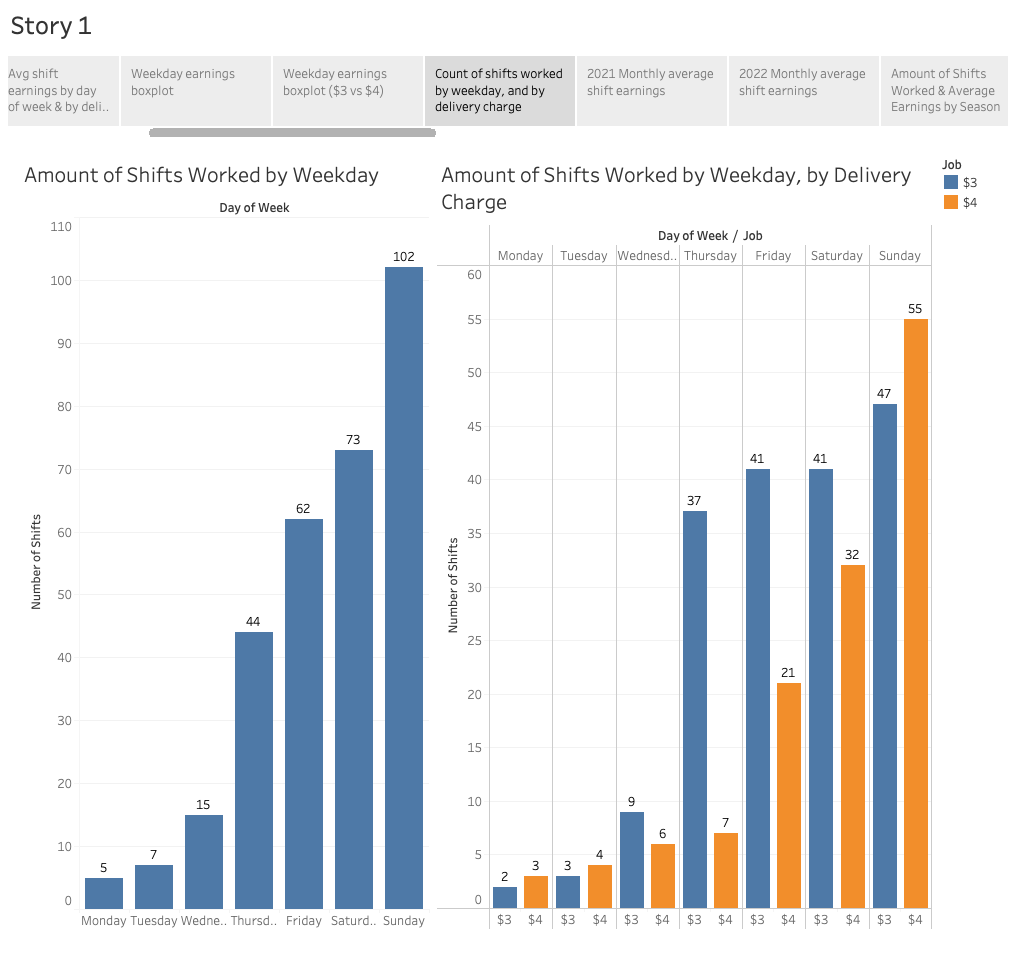 Story 1
Avg shift
earnings by day
of week & by deli..
Weekday earnings
boxplot
Weekday earnings
boxplot ($3 vs $4)
Count of shifts worked
by weekday, and by
delivery charge
2021 Monthly average
shift earnings
2022 Monthly average
shift earnings
Amount of Shifts
Worked & Average
Earnings by Season
Amount of Shifts Worked by Weekday
Day of Week
Number of Shifts
110
100
90
80
70
60
50
40
30
20
10
0
5
7
15
44
62
73
102
Monday Tuesday Wedne.. Thursd.. Friday Saturd.. Sunday
Amount of Shifts Worked by Weekday, by Delivery
Charge
Day of Week / Job
Monday Tuesday Wednesd.. Thursday Friday Saturday Sunday
Number of Shifts
60
55
50
45
40
35
30
25
20
15
10
5
0
2 3
3 4
9 6
37 7
41 21
41 32
47 55
$3 $4 $3 $4 $3 $4 $3 $4 $3 $4 $3 $4 $3 $4
Job
$3
$4